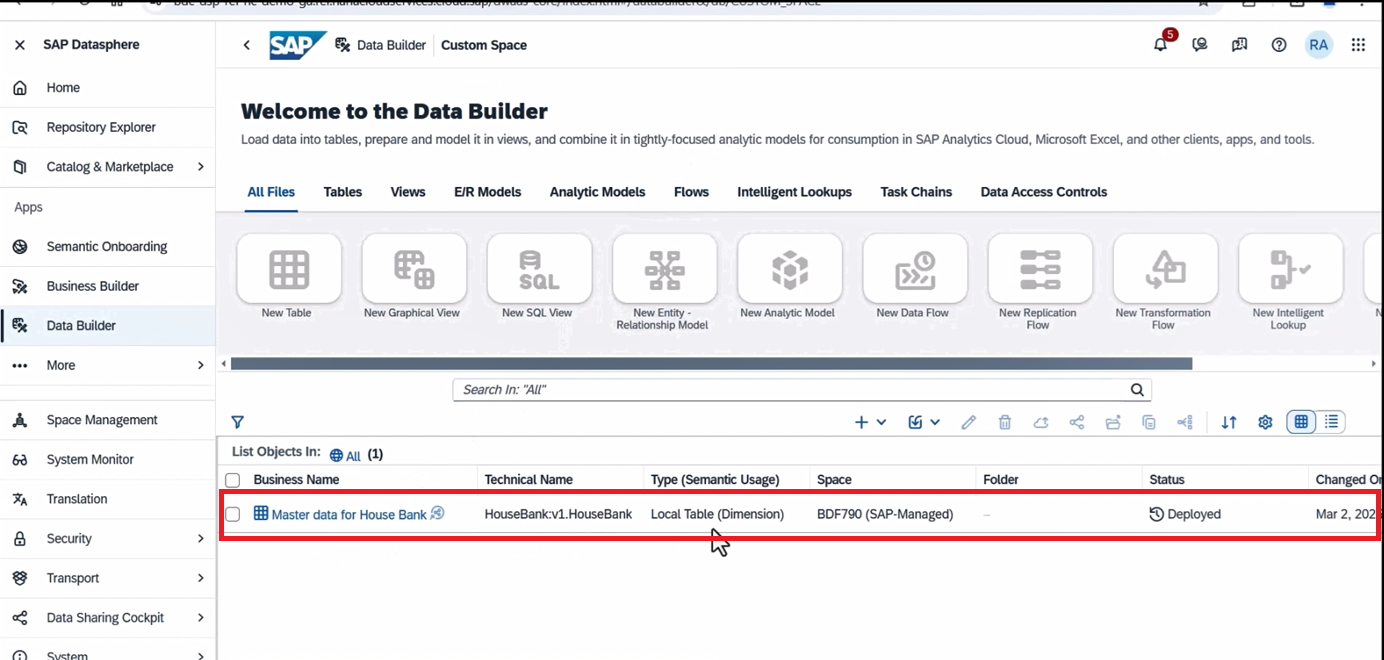 SAP Datasphere
Home
Repository Explorer
Catalog & Marketplace
Apps
Semantic Onboarding
Business Builder
Data Builder
More
Space Management
System Monitor
Translation
Security
Transport
Data Sharing Cockpit
System
SAP Data Builder Custom Space
5
RA
Welcome to the Data Builder
Load data into tables, prepare and model it in views, and combine it in tightly-focused analytic models for consumption in SAP Analytics Cloud, Microsoft Excel, and other clients, apps, and tools.
All Files Tables Views E/R Models Analytic Models Flows Intelligent Lookups Task Chains Data Access Controls
SQL
New Table
New Graphical View
New SQL View
New Entity -
Relationship Model
New Analytic Model
New Data Flow
New Replication
Flow
New Transformation
Flow
New Intelligent
Lookup
Search In: "All"
List Objects In: All (1)
Business Name Technical Name Type (Semantic Usage) Space Folder Status Changed
Master data for House Bank HouseBank:v1.HouseBank Local Table (Dimension) BDF790 (SAP-Managed) – Deployed Mar 2,